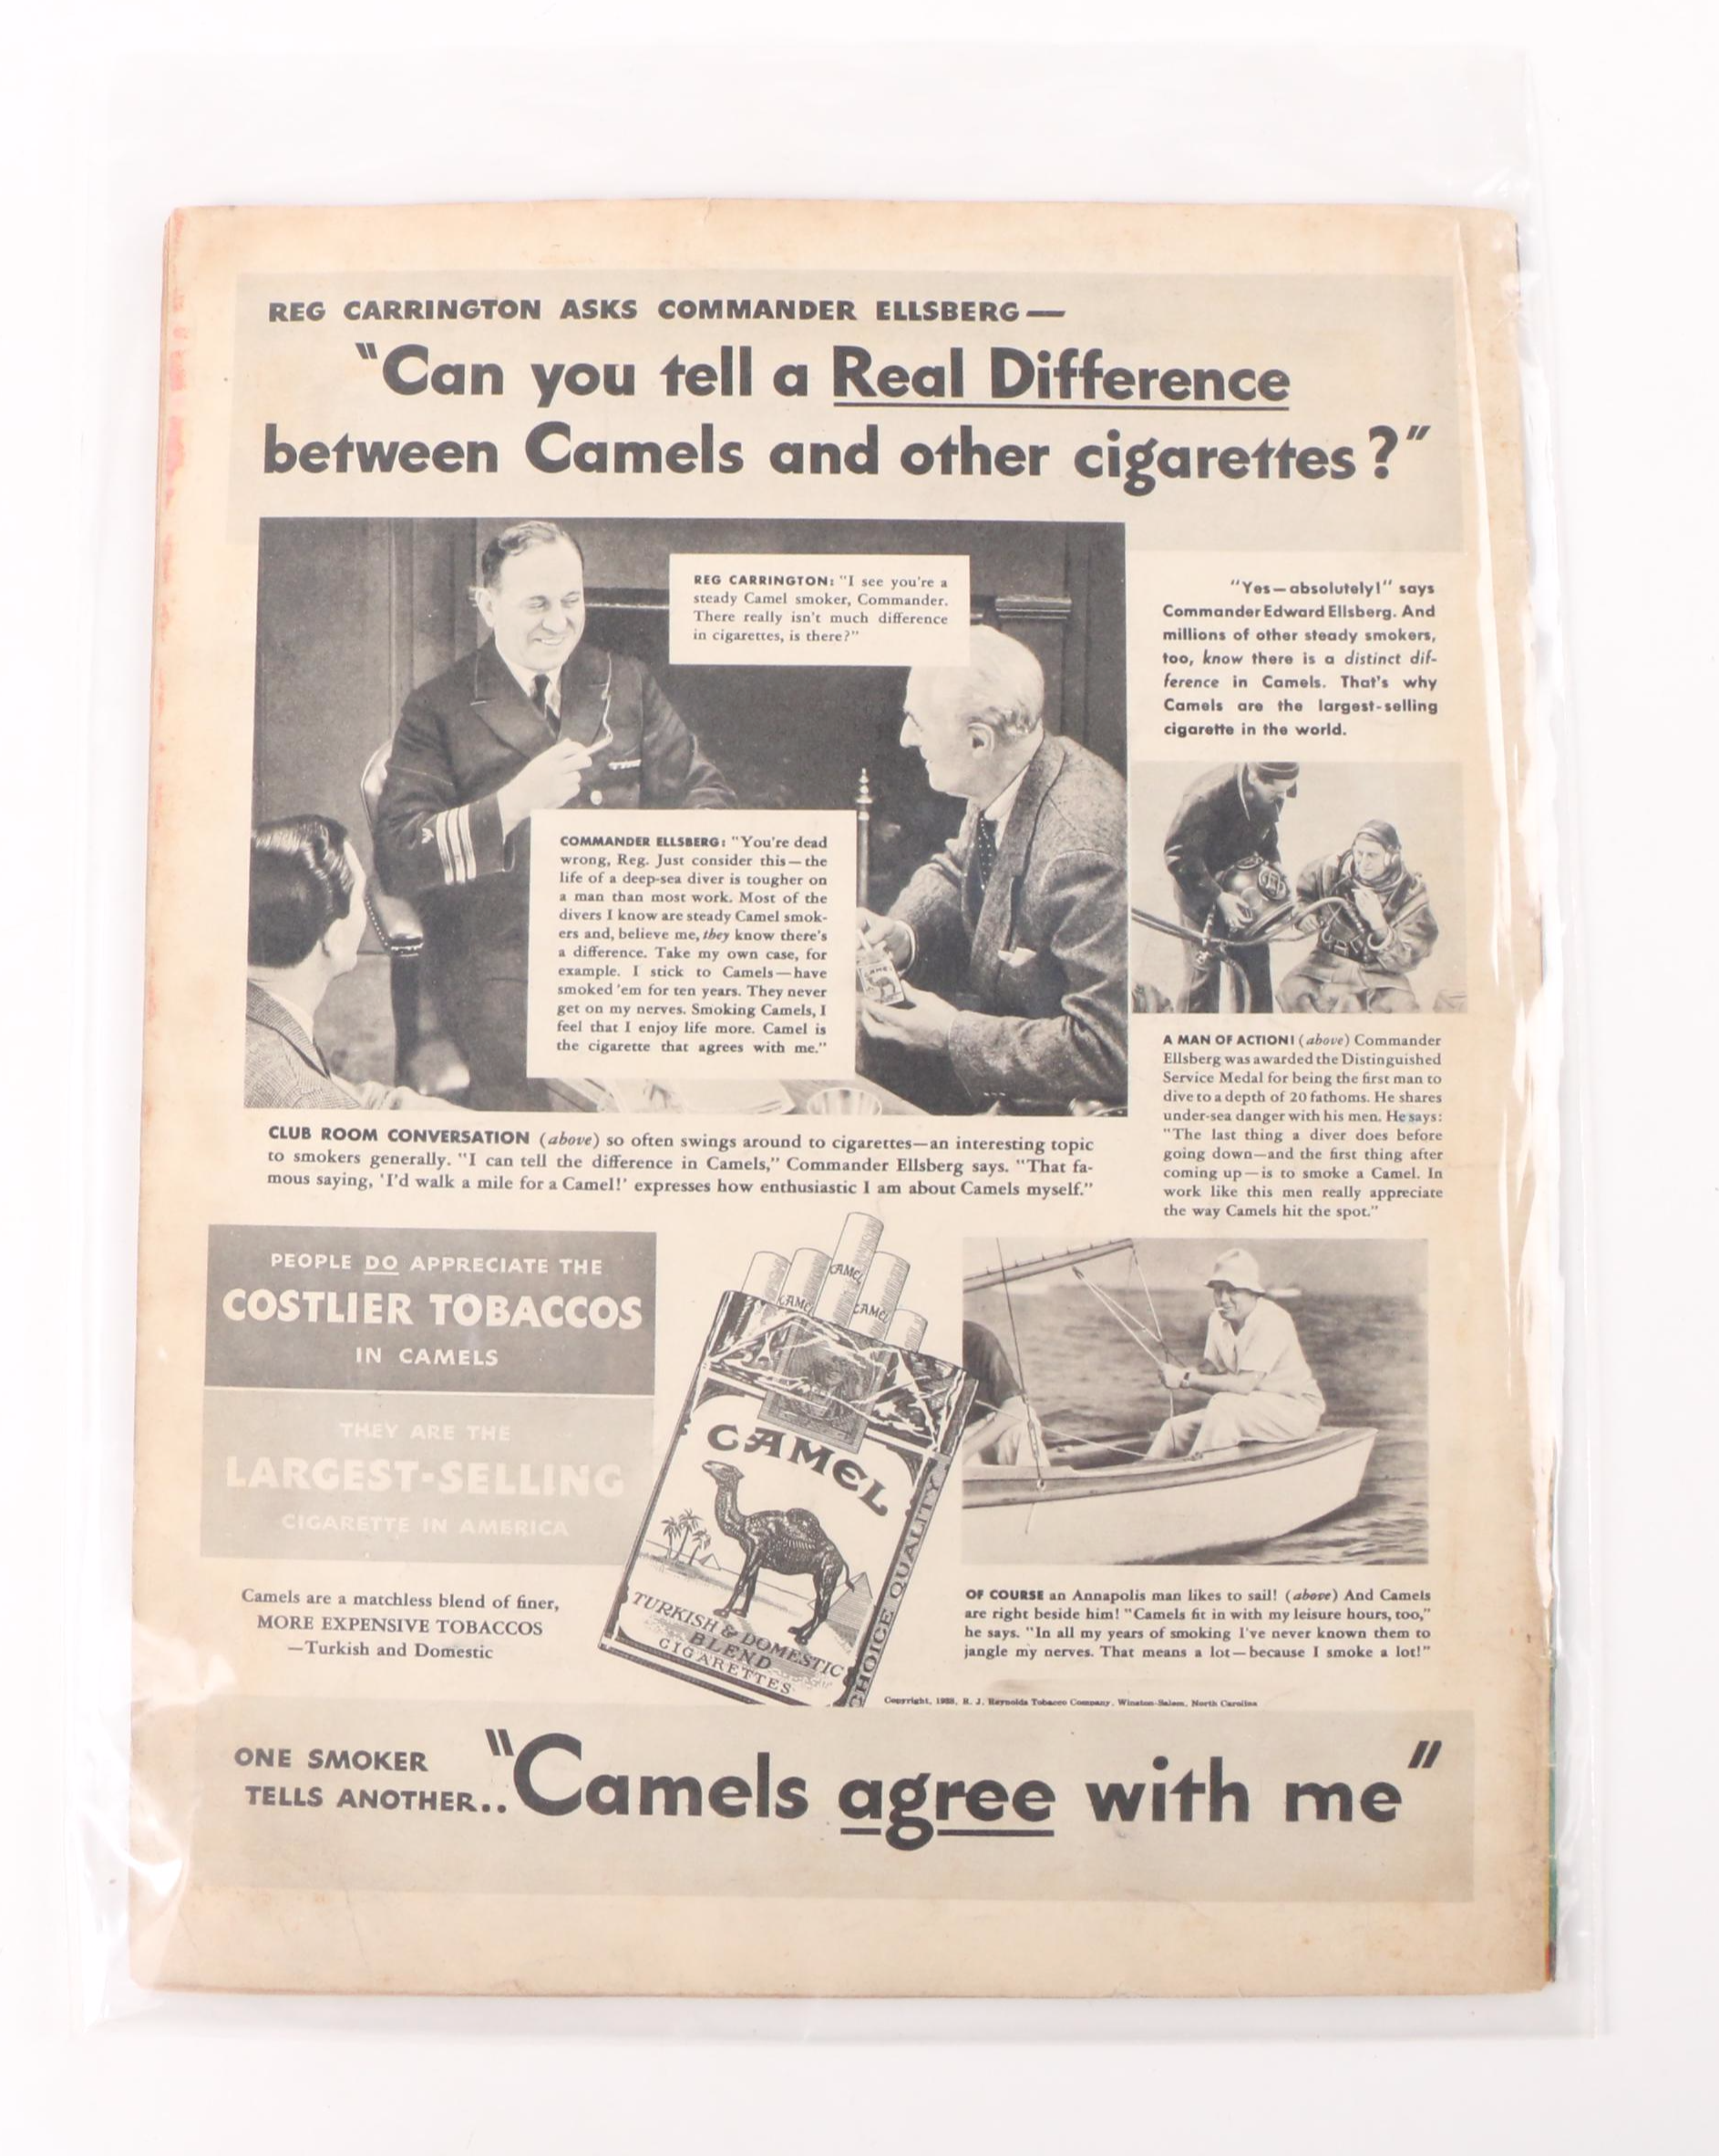 REG CARRINGTON ASKS COMMANDER ELLSBERG—
"Can you tell a Real Difference
between Camels and other cigarettes?"
REG CARRINGTON: "I see you're a
steady Camel smoker, Commander.
There really isn't much difference
in cigarettes, is there?"
COMMANDER ELLSBERG: "You're dead
wrong, Reg. Just consider this—the
life of a deep-sea diver is tougher on
a man than most work. Most of the
divers I know are steady Camel smok-
ers and, believe me, they know there's
a difference. Take my own case, for
example. I stick to Camels—have
smoked 'em for ten years. They never
get on my nerves. Smoking Camels, I
feel that I enjoy life more. Camel is
the cigarette that agrees with me."
"Yes—absolutely!" says
Commander Edward Ellsberg. And
millions of other steady smokers,
too, know there is a distinct dif-
ference in Camels. That's why
Camels are the largest-selling
cigarette in the world.
A MAN OF ACTION! (above) Commander
Ellsberg was awarded the Distinguished
Service Medal for being the first man to
dive to a depth of 20 fathoms. He shares
under-sea danger with his men. He says:
"The last thing a diver does before
going down—and the first thing after
coming up—is to smoke a Camel. In
work like this men really appreciate
the way Camels hit the spot."
CLUB ROOM CONVERSATION (above) so often swings around to cigarettes—an interesting topic
to smokers generally. "I can tell the difference in Camels," Commander Ellsberg says. "That fa-
mous saying, 'I'd walk a mile for a Camel!' expresses how enthusiastic I am about Camels myself."
PEOPLE DO APPRECIATE THE
COSTLIER TOBACCOS
IN CAMELS
THEY ARE THE
LARGEST-SELLING
CIGARETTE IN AMERICA
Camels are a matchless blend of finer,
MORE EXPENSIVE TOBACCOS
—Turkish and Domestic
CAMEL
CAMEL
CAMEL
CAMEL
TURKISH & DOMESTIC
BLEND
CIGARETTES
CHOICE QUALITY
OF COURSE an Annapolis man likes to sail! (above) And Camels
are right beside him! "Camels fit in with my leisure hours, too,"
he says. "In all my years of smoking I've never known them to
jangle my nerves. That means a lot—because I smoke a lot!"
Copyright, 1938, R. J. Reynolds Tobacco Company, Winston-Salem, North Carolina
ONE SMOKER
TELLS ANOTHER..
"Camels agree with me"